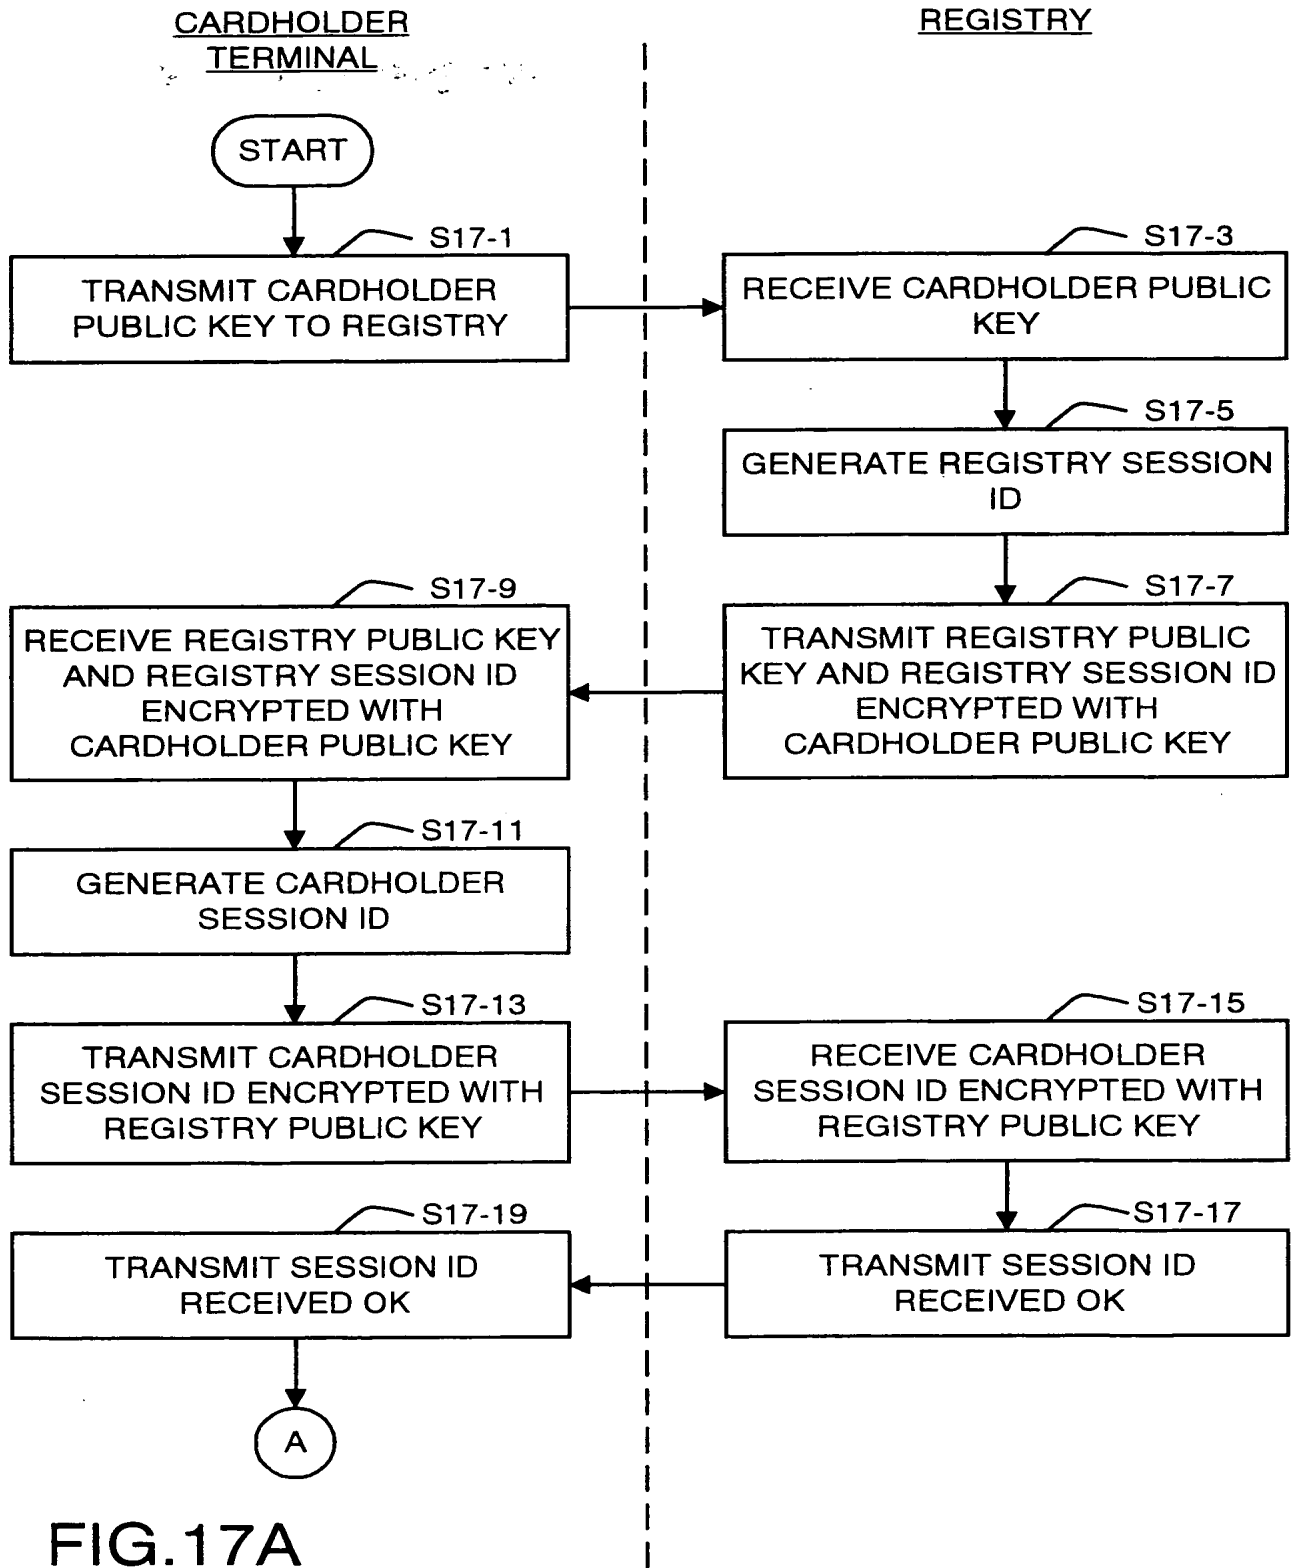 CARDHOLDER
TERMINAL
REGISTRY
START
S17-1
TRANSMIT CARDHOLDER
PUBLIC KEY TO REGISTRY
S17-3
RECEIVE CARDHOLDER PUBLIC
KEY
S17-5
GENERATE REGISTRY SESSION
ID
S17-7
TRANSMIT REGISTRY PUBLIC
KEY AND REGISTRY SESSION ID
ENCRYPTED WITH
CARDHOLDER PUBLIC KEY
S17-9
RECEIVE REGISTRY PUBLIC KEY
AND REGISTRY SESSION ID
ENCRYPTED WITH
CARDHOLDER PUBLIC KEY
S17-11
GENERATE CARDHOLDER
SESSION ID
S17-13
TRANSMIT CARDHOLDER
SESSION ID ENCRYPTED WITH
REGISTRY PUBLIC KEY
S17-15
RECEIVE CARDHOLDER
SESSION ID ENCRYPTED WITH
REGISTRY PUBLIC KEY
S17-17
TRANSMIT SESSION ID
RECEIVED OK
S17-19
TRANSMIT SESSION ID
RECEIVED OK
A
FIG.17A